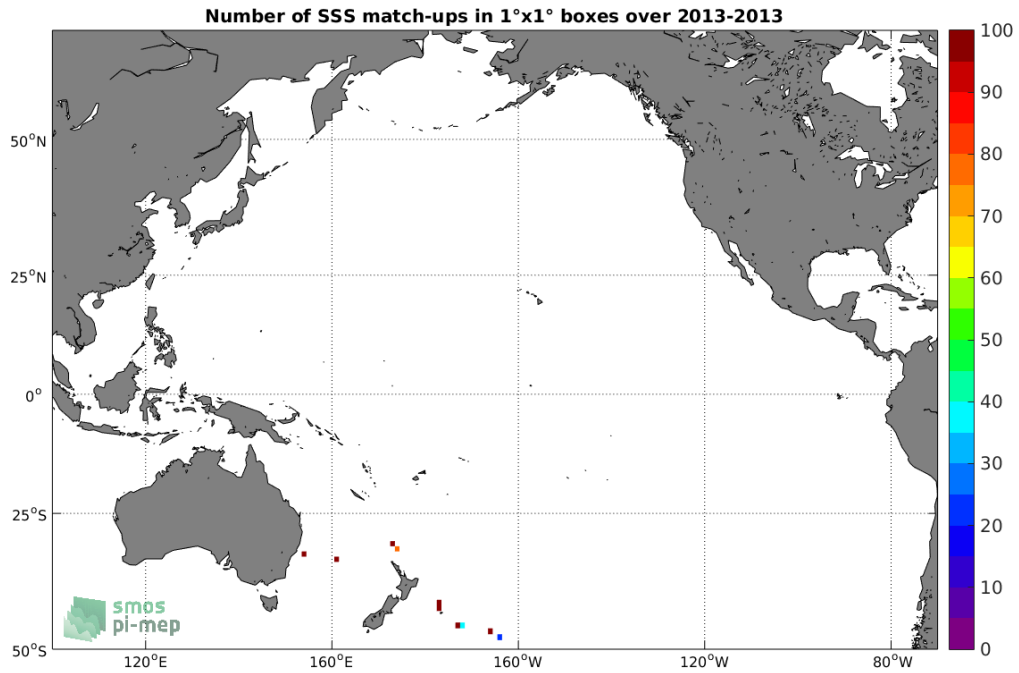 Number of SSS match-ups in 1°x1° boxes over 2013-2013
50°N
25°N
0°
25°S
50°S
120°E
160°E
160°W
120°W
80°W
100
90
80
70
60
50
40
30
20
10
0
smos
pi-mep